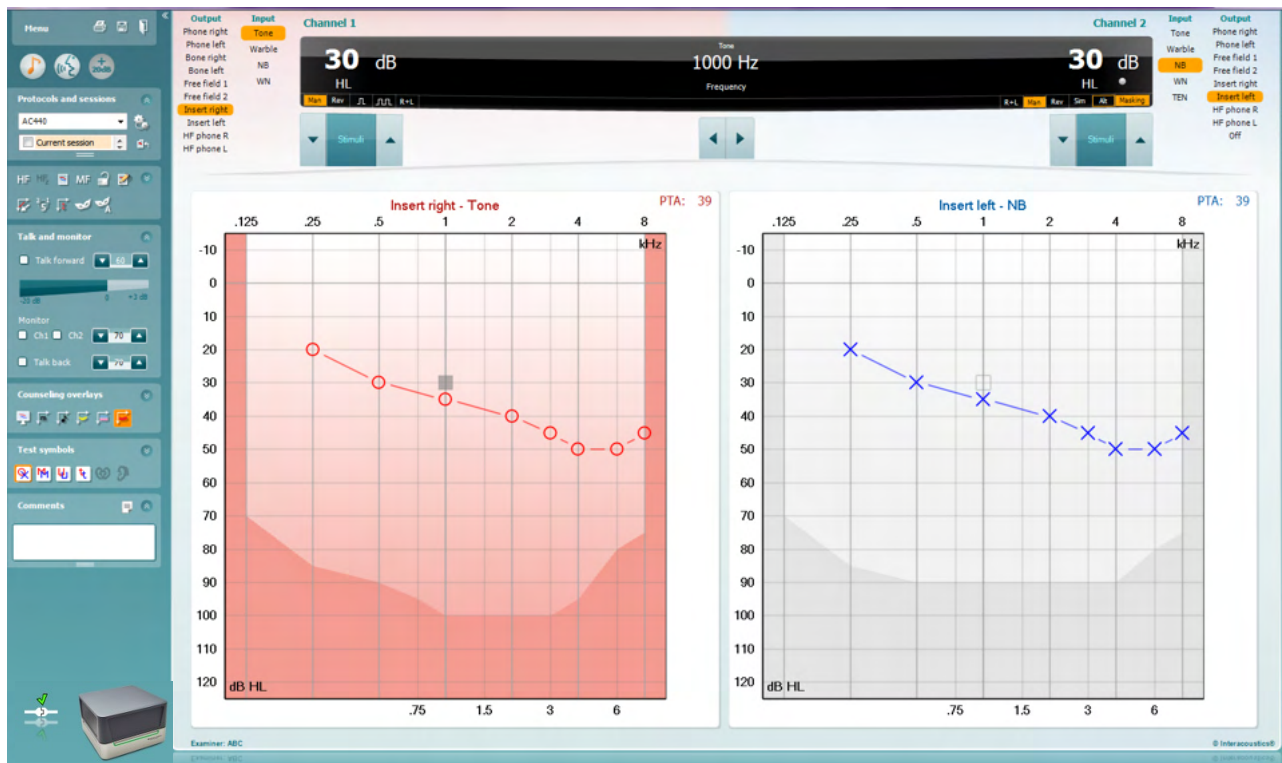 Menu
+
20dB
Protocols and sessions
AC440
Current session
HF
MF
Talk and monitor
Talk forward 60
-20 dB 0 +3 dB
Monitor
Ch1 Ch2 70
Talk back 70
Counseling overlays
Test symbols
Comments
Output Input
Phone right Tone
Phone left Warble
Bone right NB
Bone left WN
Free field 1
Free field 2
Insert right
Insert left
HF phone R
HF phone L
Channel 1
Channel 2
30 dB
HL
Man Rev R+L
Tone
1000 Hz
Frequency
30 dB
HL
R+L Man Rev Sim Alt Masking
Stimuli
Stimuli
Input Output
Tone Phone right
Warble Phone left
NB Free field 1
WN Free field 2
TEN Insert right
Insert left
HF phone R
HF phone L
Off
Insert right - Tone
PTA: 39
.125 .25 .5 1 2 4 8
kHz
-10
0
10
20
30
40
50
60
70
80
90
100
110
120
dB HL
.75 1.5 3 6
Insert left - NB
PTA: 39
.125 .25 .5 1 2 4 8
kHz
-10
0
10
20
30
40
50
60
70
80
90
100
110
120
dB HL
.75 1.5 3 6
Examiner: ABC
© Interacoustics®